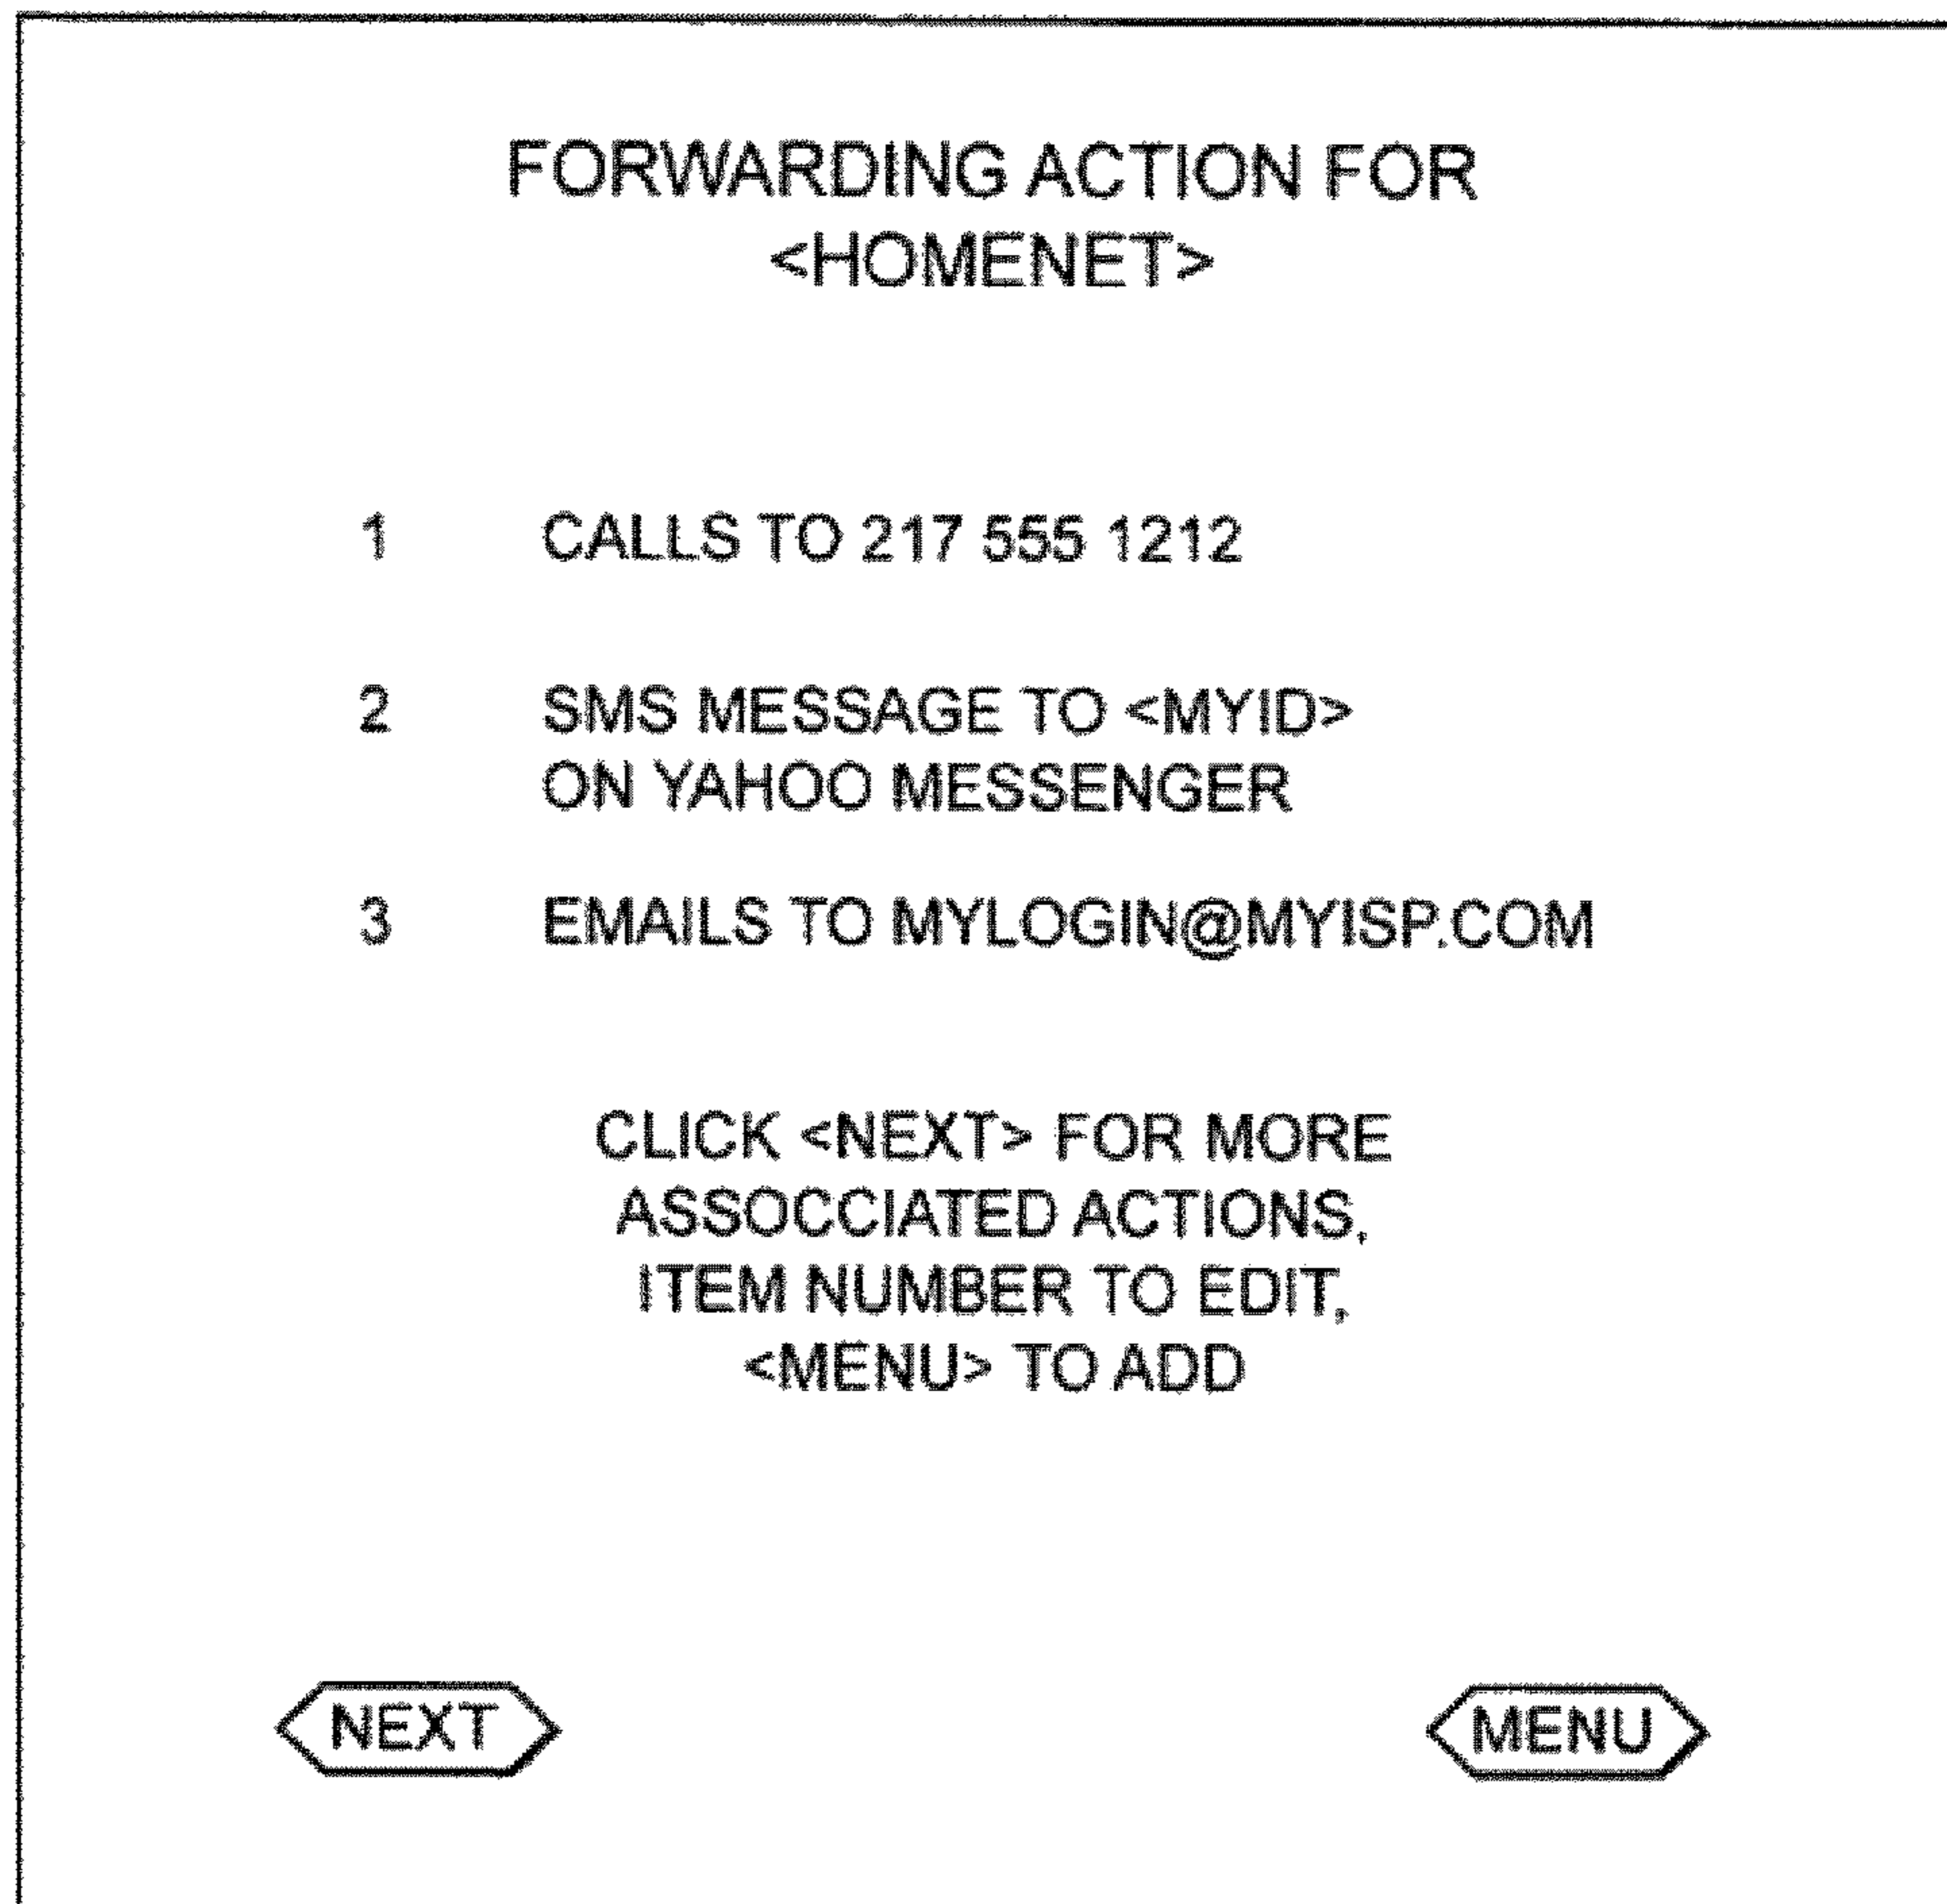 FORWARDING ACTION FOR
<HOMENET>
1 CALLS TO 217 555 1212
2 SMS MESSAGE TO <MYID>
ON YAHOO MESSENGER
3 EMAILS TO MYLOGIN@MYISP.COM
CLICK <NEXT> FOR MORE
ASSOCCIATED ACTIONS,
ITEM NUMBER TO EDIT,
<MENU> TO ADD
NEXT
MENU